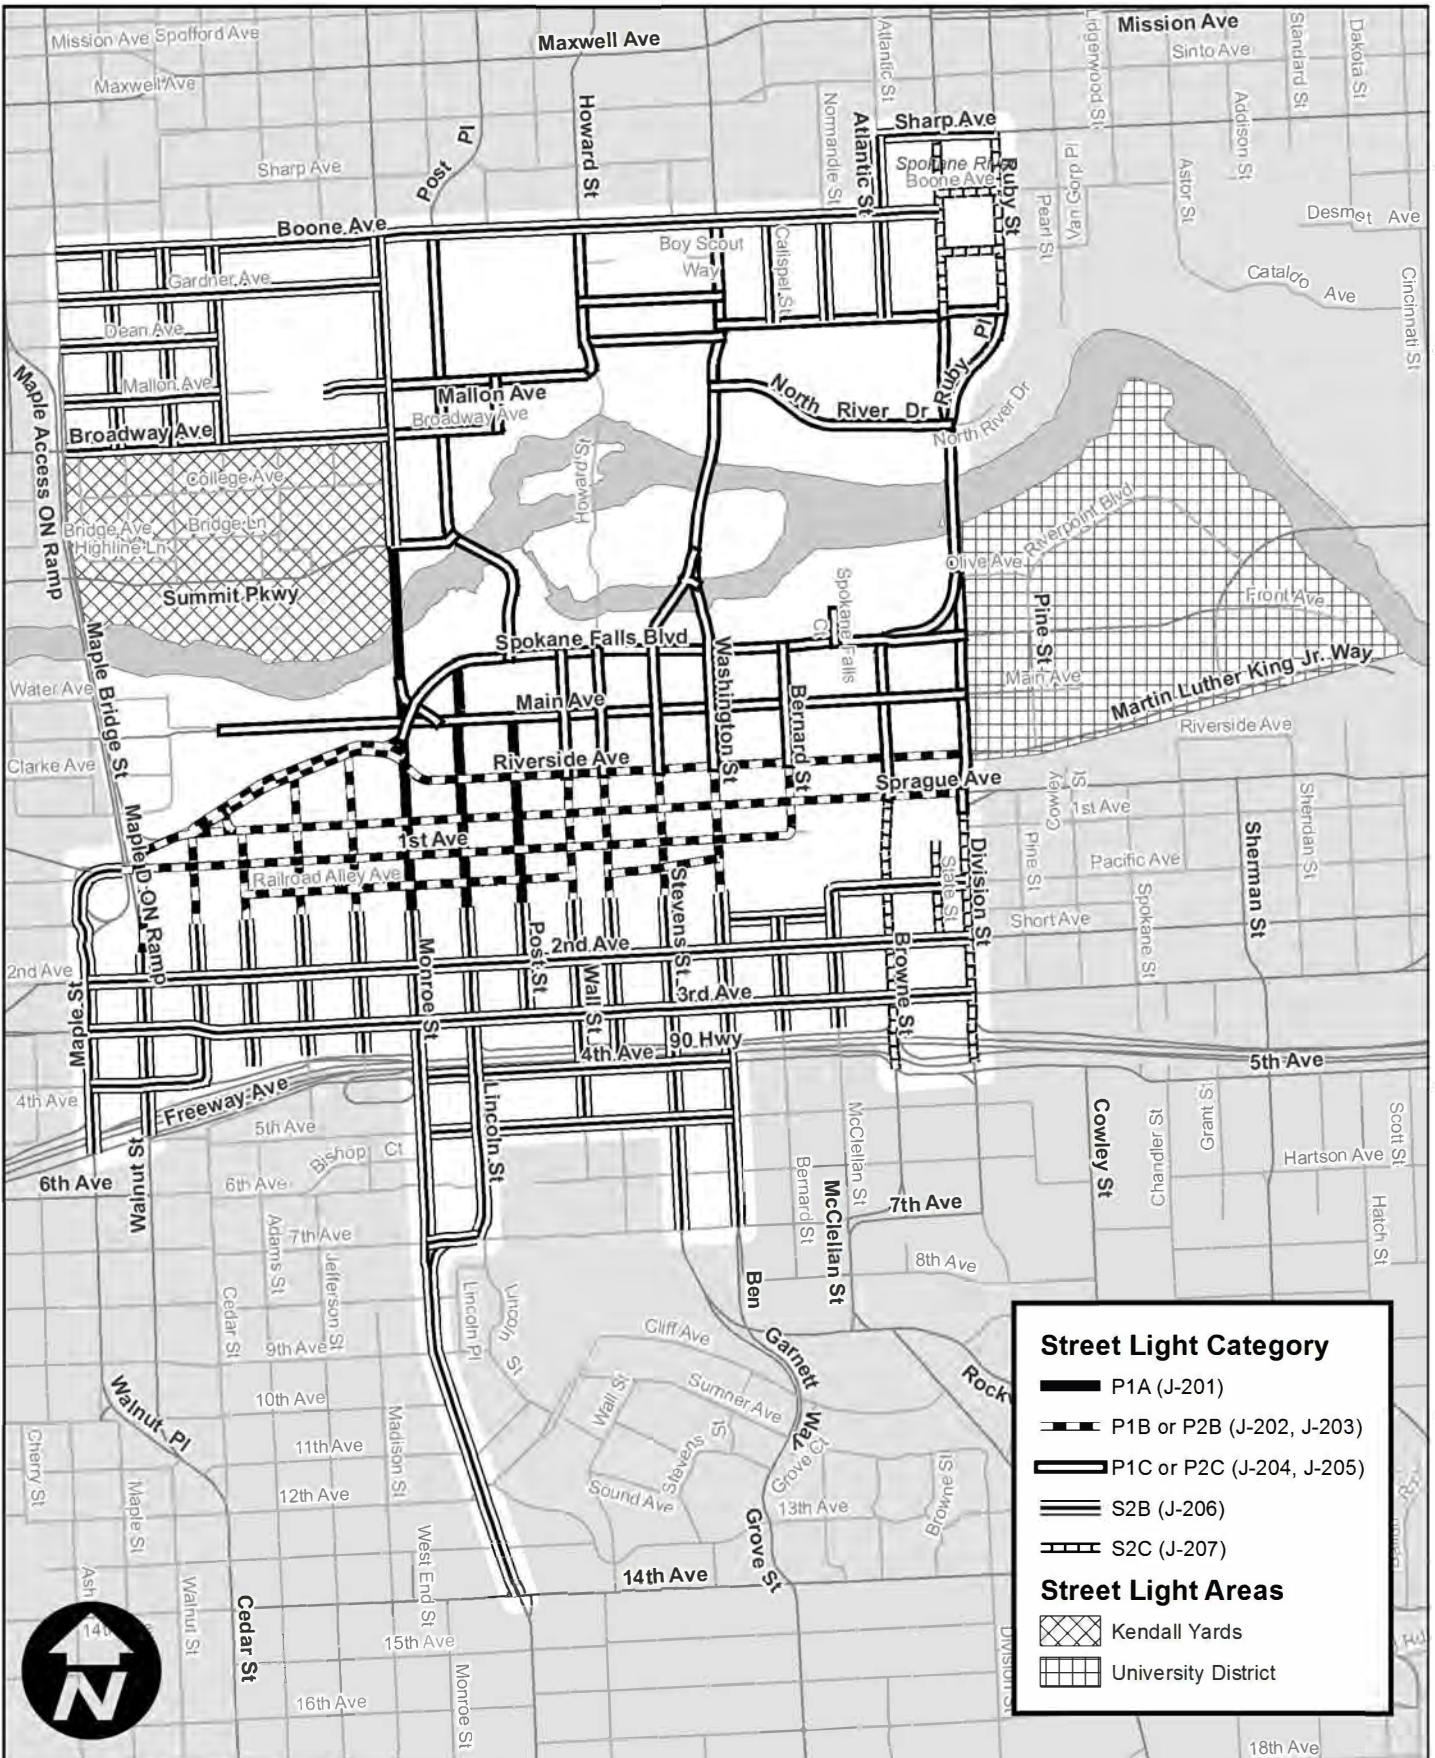 Mission Ave
Spofford Ave
Maxwell Ave
Mission Ave
Sinto Ave
Atlantic St
Lidgerwood St
Standard St
Dakota St
Maxwell Ave
Howard St
Normandie St
Atlantic St
Sharp Ave
Addison St
Post Pl
Sharp Ave
Boone Ave
Ruby St
Pearl St
Van Gord Pl
Astor St
Desmet Ave
Boone Ave
Boy Scout
Way
Calispel St
Cataldo Ave
Cincinnati St
Gardner Ave
Dean Ave
Mallon Ave
Mallon Ave
Broadway Ave
Broadway Ave
North River Dr
Ruby Pl
North River Dr
Maple Access ON Ramp
College Ave
Bridge Ave
Bridge Ln
Highline Ln
Summit Pkwy
Howard St
Riverpoint Blvd
Olive Ave
Front Ave
Pine St
Spokane Falls Ct
Spokane Falls Blvd
Maple Bridge St
Water Ave
Main Ave
Washington St
Bernard St
Main Ave
Martin Luther King Jr. Way
Riverside Ave
Clarke Ave
Riverside Ave
Sprague Ave
Cowley St
1st Ave
Maple D ON Ramp
1st Ave
Railroad Alley Ave
Stevens St
State St
Division St
Pine St
Pacific Ave
Spokane St
Sherman St
Sheridan St
Short Ave
2nd Ave
2nd Ave
Monroe St
Post St
Wall St
3rd Ave
Browne St
Maple St
90 Hwy
4th Ave
5th Ave
4th Ave
Freeway Ave
Lincoln St
5th Ave
Bishop Ct
6th Ave
6th Ave
Walnut St
McClellan St
Bernard St
McClellan St
7th Ave
Cowley St
Chandler St
Grant St
Hartson Ave
Scott St
Hatch St
7th Ave
Adams St
Jefferson St
8th Ave
Cedar St
9th Ave
Lincoln Pl
Lincoln St
Ben Garnett Way
Cliff Ave
Sumner Ave
Wall St
Stevens St
Grove Ct
Walnut Pl
10th Ave
11th Ave
12th Ave
Madison St
Cherry St
Maple St
Sound Ave
13th Ave
Browne St
Grove St
West End St
14th Ave
Ash
14th
Walnut St
Cedar St
15th Ave
16th Ave
Monroe St
Division St
18th Ave
Rd
N
Street Light Category
P1A (J-201)
P1B or P2B (J-202, J-203)
P1C or P2C (J-204, J-205)
S2B (J-206)
S2C (J-207)
Street Light Areas
Kendall Yards
University District